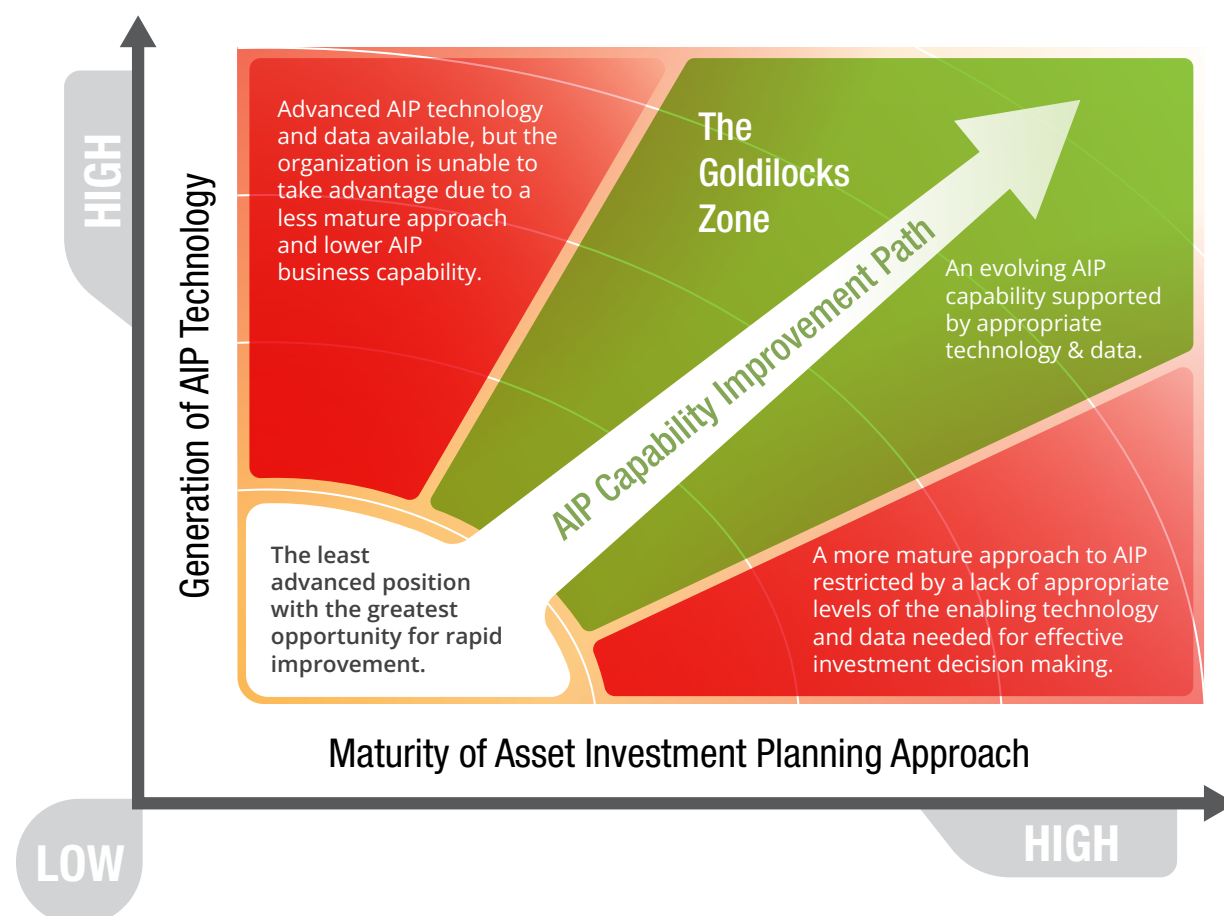 HIGH
Generation of AIP Technology
Advanced AIP technology
and data available, but the
organization is unable to
take advantage due to a
less mature approach
and lower AIP
business capability.
The
Goldilocks
Zone
AIP Capability Improvement Path
An evolving AIP
capability supported
by appropriate
technology & data.
The least
advanced position
with the greatest
opportunity for rapid
improvement.
A more mature approach to AIP
restricted by a lack of appropriate
levels of the enabling technology
and data needed for effective
investment decision making.
Maturity of Asset Investment Planning Approach
LOW
HIGH